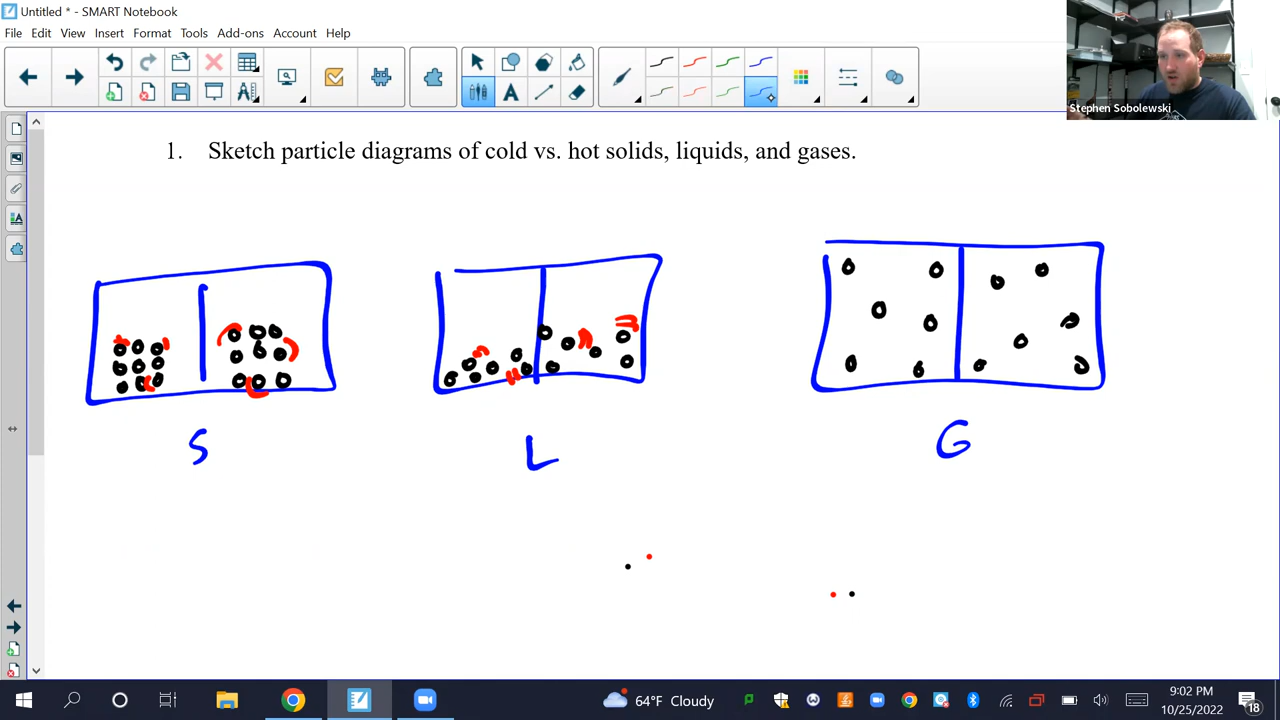 Untitled * - SMART Notebook
File Edit View Insert Format Tools Add-ons Account Help
Stephen Sobolewski
1. Sketch particle diagrams of cold vs. hot solids, liquids, and gases.
S L G
64°F Cloudy
9:02 PM
10/25/2022
18